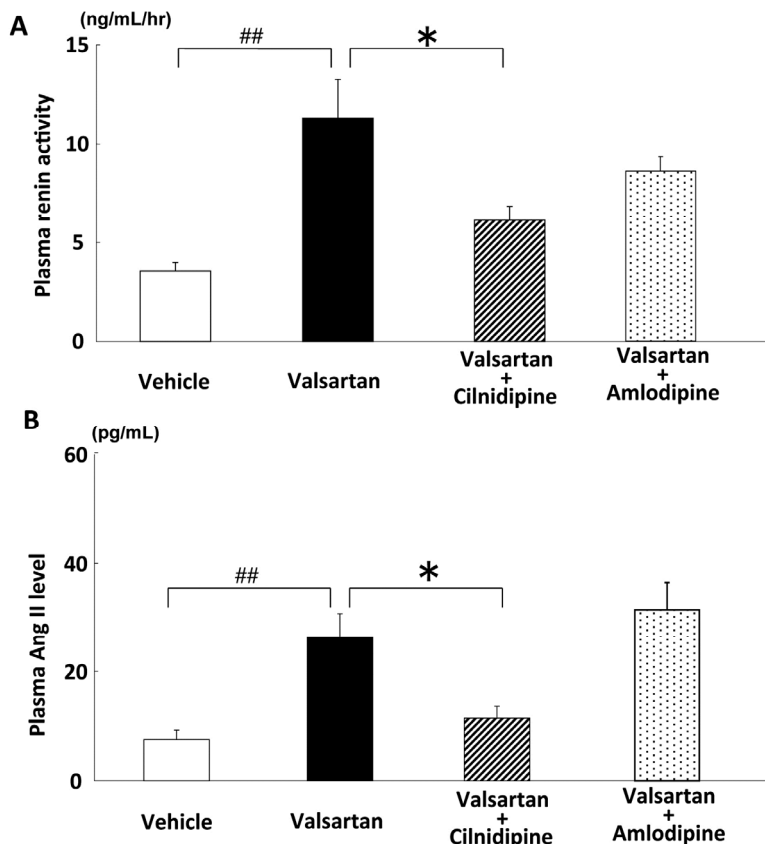 A
(ng/mL/hr)
Plasma renin activity
15
10
5
0
##
*
Vehicle
Valsartan
Valsartan
+
Cilnidipine
Valsartan
+
Amlodipine
B
(pg/mL)
Plasma Ang II level
60
40
20
0
##
*
Vehicle
Valsartan
Valsartan
+
Cilnidipine
Valsartan
+
Amlodipine